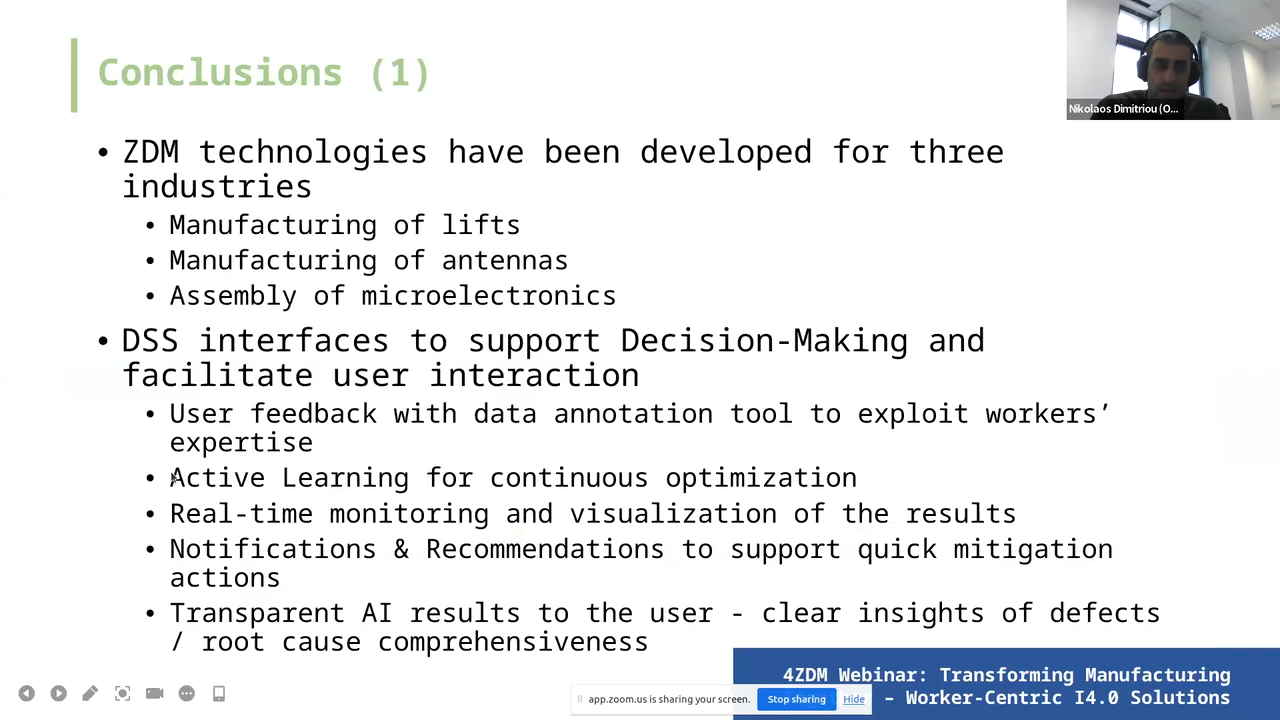 Conclusions (1)
Nikolaos Dimitriou (O...
• ZDM technologies have been developed for three
industries
• Manufacturing of lifts
• Manufacturing of antennas
• Assembly of microelectronics
• DSS interfaces to support Decision-Making and
facilitate user interaction
• User feedback with data annotation tool to exploit workers’
expertise
• Active Learning for continuous optimization
• Real-time monitoring and visualization of the results
• Notifications & Recommendations to support quick mitigation
actions
• Transparent AI results to the user - clear insights of defects
/ root cause comprehensiveness
4ZDM Webinar: Transforming Manufacturing
– Worker-Centric I4.0 Solutions
app.zoom.us is sharing your screen. Stop sharing Hide